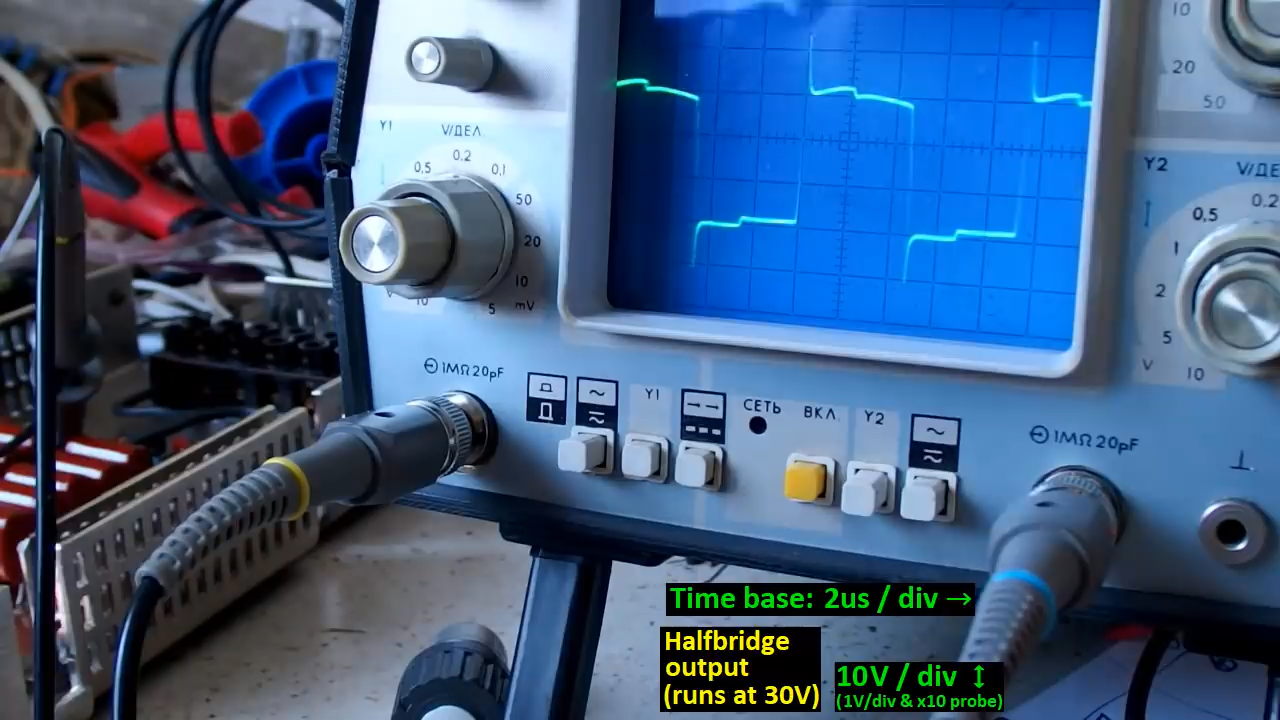 10
20
50
Y1
V/ДЕЛ
0.5
0.2
0.1
50
20
10
mV
5
10
V
Y2
V/ДЕ
0.2
0,5
1
2
5
V
10
1MΩ 20pF
Y1
СЕТЬ
ВКЛ
Y2
1MΩ 20pF
Time base: 2us / div →
Halfbridge
output
(runs at 30V)
10V / div ↕
(1V/div & x10 probe)